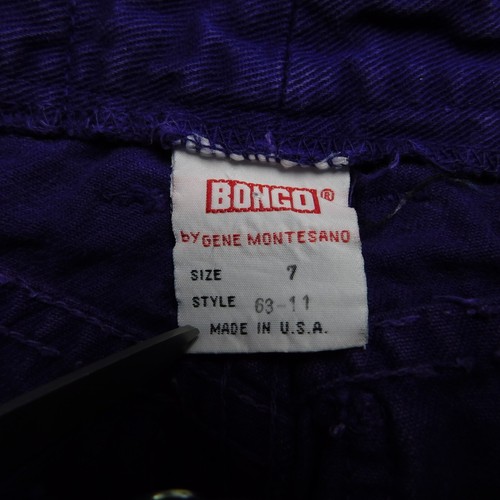 BONGO®
by GENE MONTESANO
SIZE 7
STYLE 63-11
MADE IN U.S.A.